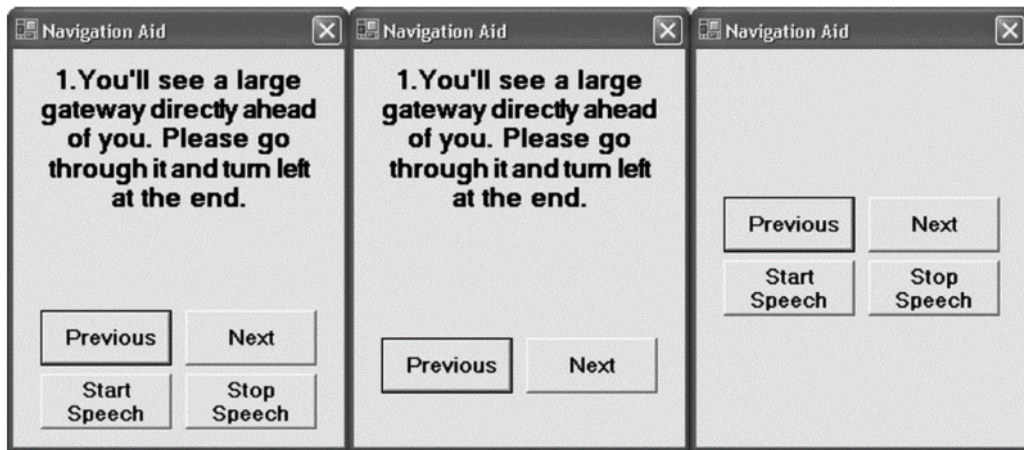 Navigation Aid
1.You'll see a large
gateway directly ahead
of you. Please go
through it and turn left
at the end.
Previous
Next
Start
Speech
Stop
Speech
Navigation Aid
1.You'll see a large
gateway directly ahead
of you. Please go
through it and turn left
at the end.
Previous
Next
Navigation Aid
Previous
Next
Start
Speech
Stop
Speech